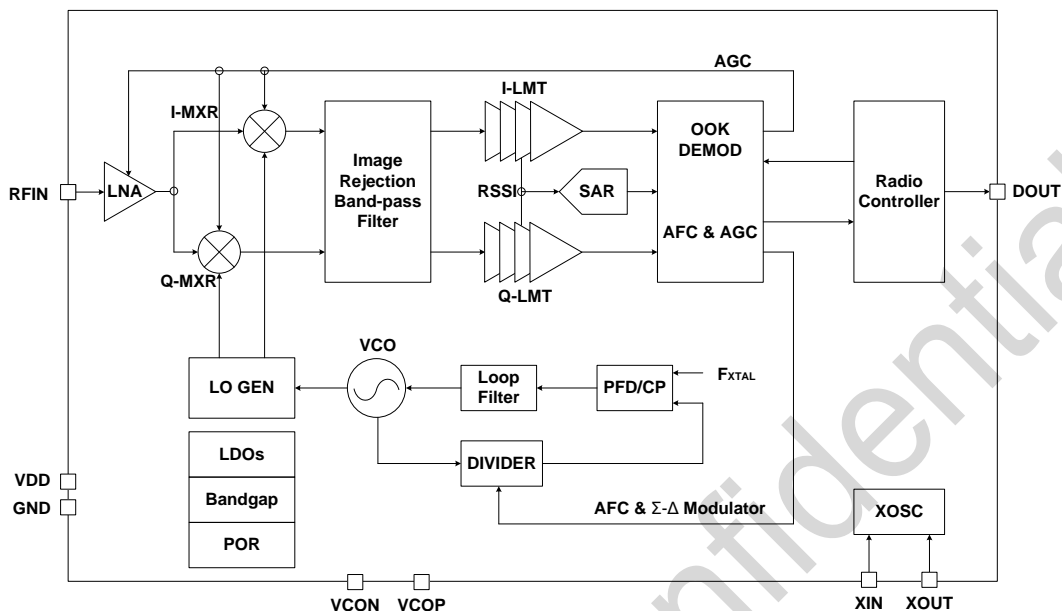 AGC
I-LMT
I-MXR
OOK
DEMOD
Image
Rejection
Band-pass
Filter
Radio
Controller
RFIN
LNA
RSSI
SAR
DOUT
AFC & AGC
Q-MXR
Q-LMT
VCO
FXTAL
LO GEN
Loop
Filter
PFD/CP
LDOs
DIVIDER
VDD
Bandgap
GND
AFC & Σ-Δ Modulator
XOSC
POR
VCON
VCOP
XIN
XOUT
onfidential